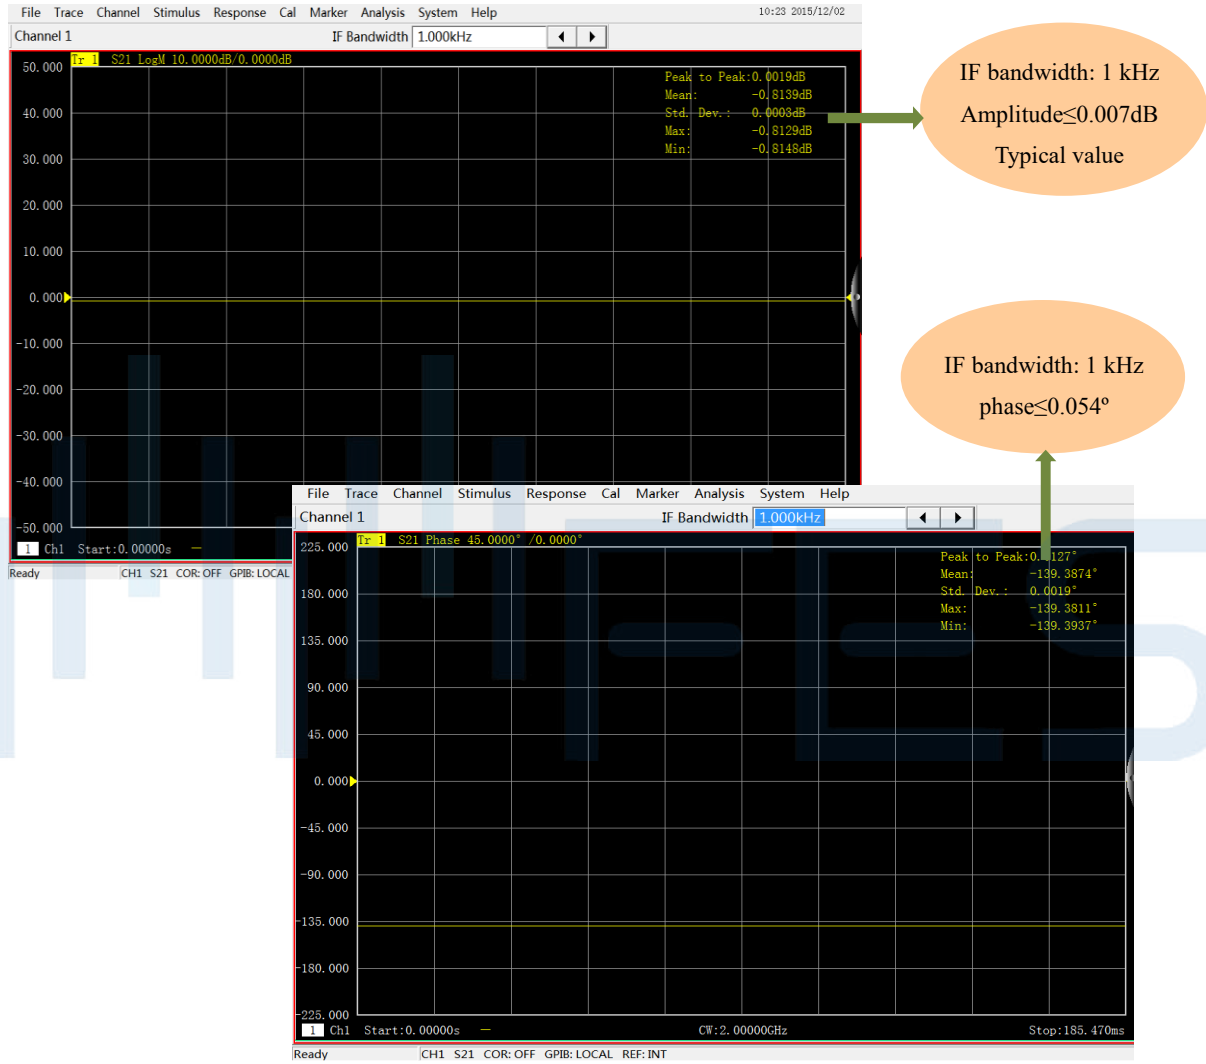 File Trace Channel Stimulus Response Cal Marker Analysis System Help 10:23 2015/12/02
Channel 1 IF Bandwidth 1.000kHz
Tr 1 S21 LogM 10.0000dB/0.0000dB
50.000
40.000
30.000
20.000
10.000
0.000
-10.000
-20.000
-30.000
-40.000
-50.000
Peak to Peak:0.0019dB
Mean: -0.8139dB
Std. Dev.: 0.0003dB
Max: -0.8129dB
Min: -0.8148dB
1 Ch1 Start:0.00000s —
Ready CH1 S21 COR: OFF GPIB: LOCAL
IF bandwidth: 1 kHz
Amplitude≤0.007dB
Typical value
IF bandwidth: 1 kHz
phase≤0.054º
File Trace Channel Stimulus Response Cal Marker Analysis System Help
Channel 1 IF Bandwidth 1.000kHz
Tr 1 S21 Phase 45.0000° /0.0000°
225.000
180.000
135.000
90.000
45.000
0.000
-45.000
-90.000
-135.000
-180.000
-225.000
Peak to Peak:
Mean: -139.3874°
Std. Dev.: 0.0019°
Max: -139.3811°
Min: -139.3937°
1 Ch1 Start:0.00000s — CW:2.00000GHz Stop:185.470ms
Ready CH1 S21 COR: OFF GPIB: LOCAL REF: INT